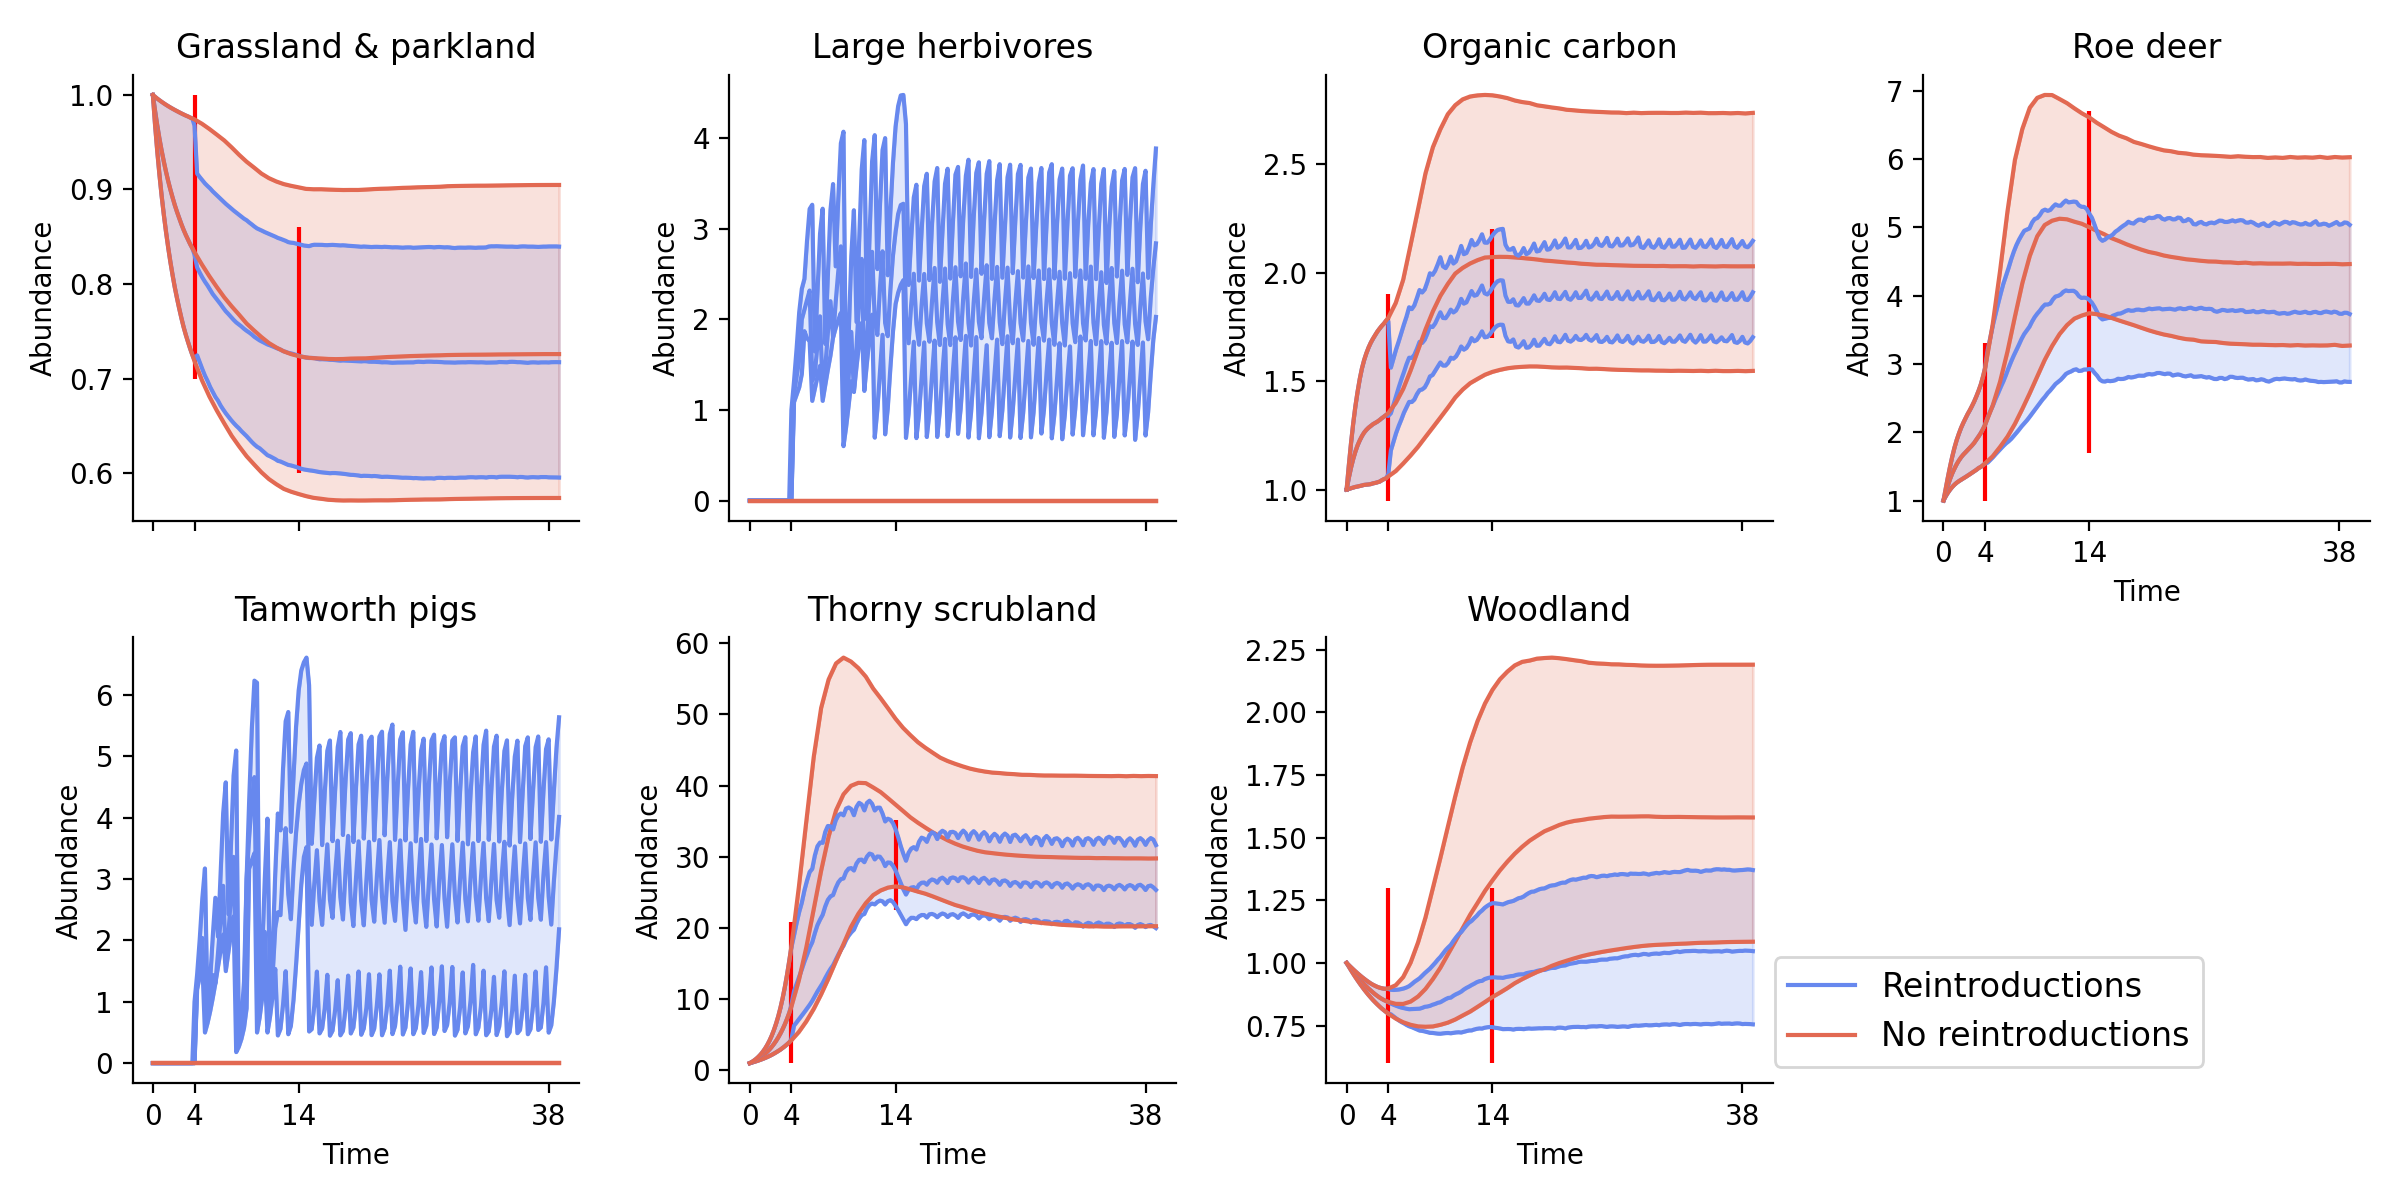 Grassland & parkland
Abundance
1.0
0.9
0.8
0.7
0.6
Large herbivores
Abundance
4
3
2
1
0
Organic carbon
Abundance
2.5
2.0
1.5
1.0
Roe deer
Abundance
7
6
5
4
3
2
1
0 4 14 38
Time
Tamworth pigs
Abundance
6
5
4
3
2
1
0
0 4 14 38
Time
Thorny scrubland
Abundance
60
50
40
30
20
10
0
0 4 14 38
Time
Woodland
Abundance
2.25
2.00
1.75
1.50
1.25
1.00
0.75
0 4 14 38
Time
Reintroductions
No reintroductions